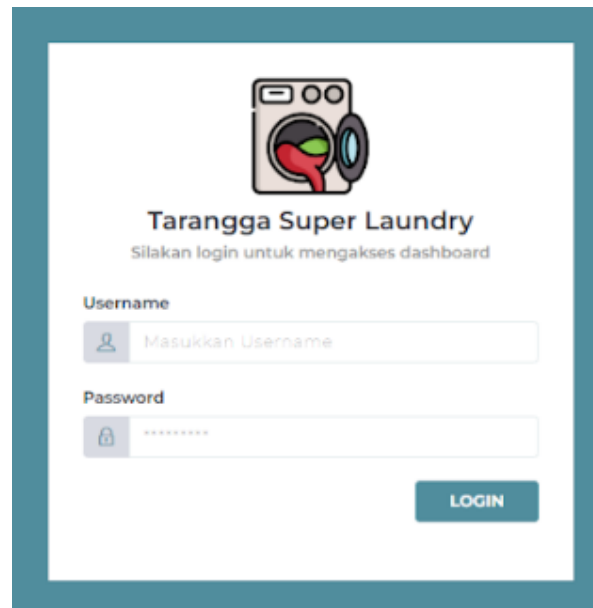 Tarangga Super Laundry
Silakan login untuk mengakses dashboard
Username
Masukkan Username
Password
*********
LOGIN